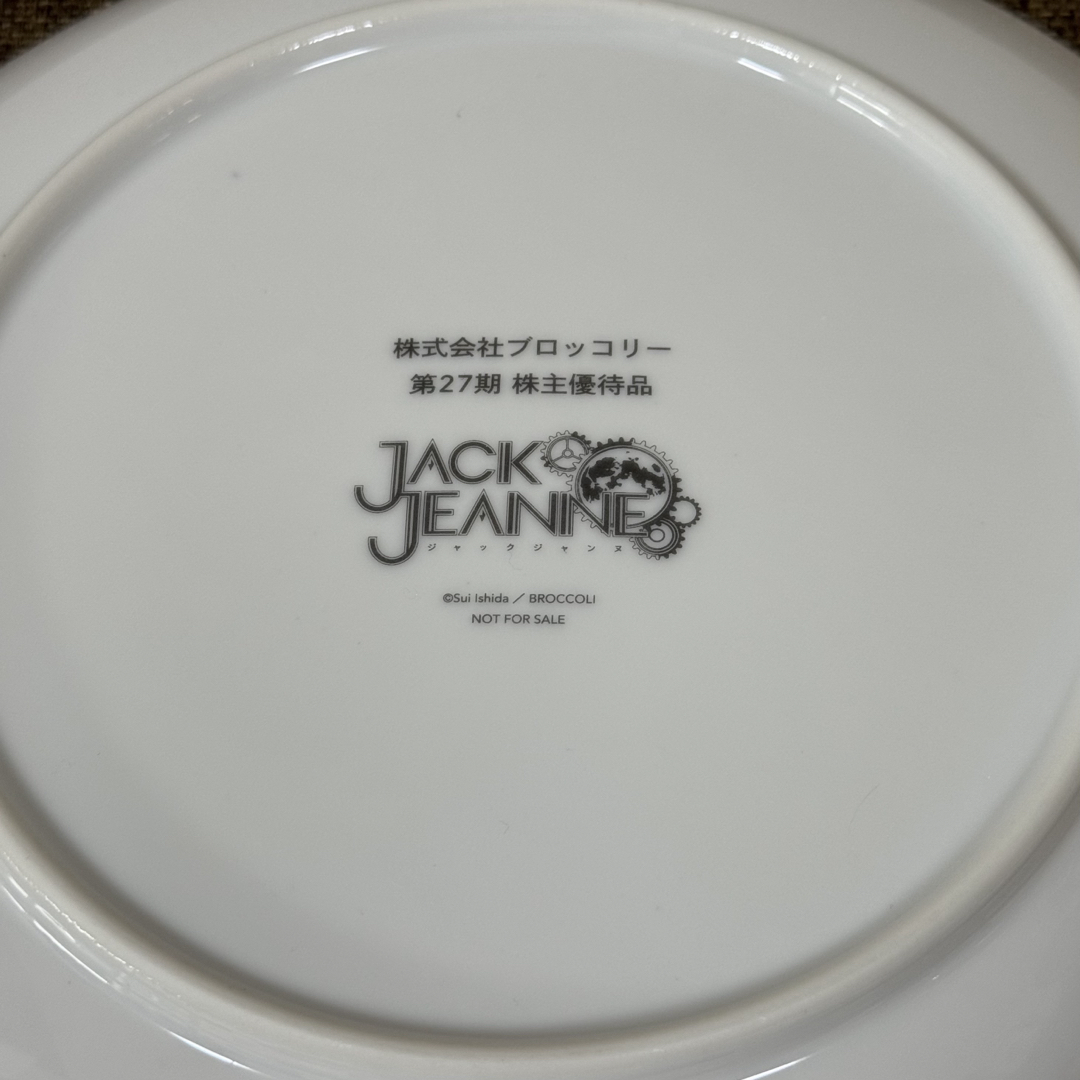 株式会社ブロッコリー
第27期 株主優待品
JACK
JEANNE
ジャックジャンヌ
©Sui Ishida／BROCCOLI
NOT FOR SALE